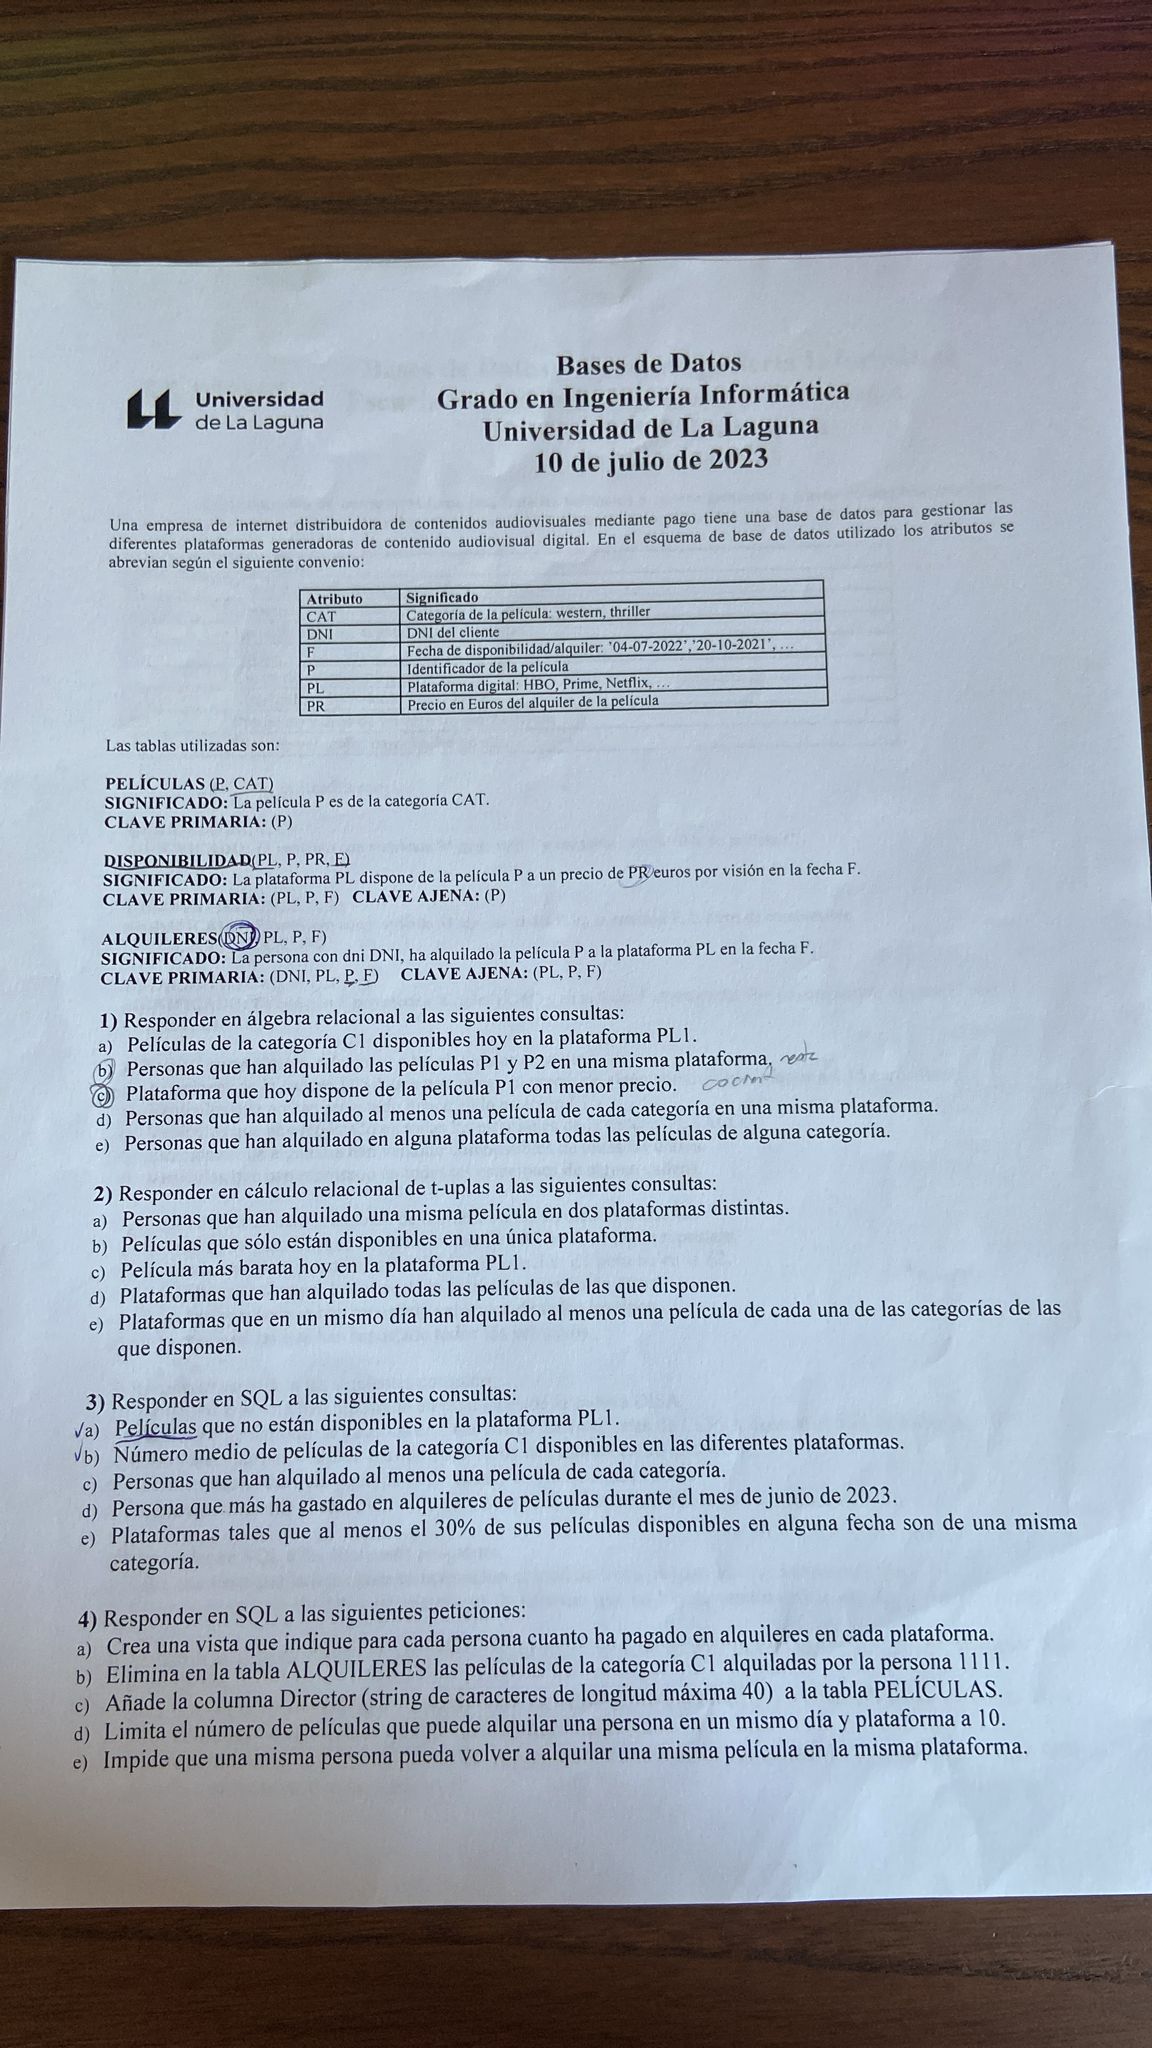 Universidad
de La Laguna
Bases de Datos
Grado en Ingeniería Informática
Universidad de La Laguna
10 de julio de 2023
Una empresa de internet distribuidora de contenidos audiovisuales mediante pago tiene una base de datos para gestionar las
diferentes plataformas generadoras de contenido audiovisual digital. En el esquema de base de datos utilizado los atributos se
abrevian según el siguiente convenio:
Atributo Significado
CAT Categoría de la película: western, thriller
DNI DNI del cliente
F Fecha de disponibilidad/alquiler: '04-07-2022','20-10-2021', …
P Identificador de la película
PL Plataforma digital: HBO, Prime, Netflix, …
PR Precio en Euros del alquiler de la película
Las tablas utilizadas son:
PELÍCULAS (P, CAT)
SIGNIFICADO: La película P es de la categoría CAT.
CLAVE PRIMARIA: (P)
DISPONIBILIDAD(PL, P, PR, F)
SIGNIFICADO: La plataforma PL dispone de la película P a un precio de PR euros por visión en la fecha F.
CLAVE PRIMARIA: (PL, P, F) CLAVE AJENA: (P)
ALQUILERES(DNI, PL, P, F)
SIGNIFICADO: La persona con dni DNI, ha alquilado la película P a la plataforma PL en la fecha F.
CLAVE PRIMARIA: (DNI, PL, P, F) CLAVE AJENA: (PL, P, F)
1) Responder en álgebra relacional a las siguientes consultas:
a) Películas de la categoría C1 disponibles hoy en la plataforma PL1.
b) Personas que han alquilado las películas P1 y P2 en una misma plataforma.
c) Plataforma que hoy dispone de la película P1 con menor precio.
d) Personas que han alquilado al menos una película de cada categoría en una misma plataforma.
e) Personas que han alquilado en alguna plataforma todas las películas de alguna categoría.
2) Responder en cálculo relacional de t-uplas a las siguientes consultas:
a) Personas que han alquilado una misma película en dos plataformas distintas.
b) Películas que sólo están disponibles en una única plataforma.
c) Película más barata hoy en la plataforma PL1.
d) Plataformas que han alquilado todas las películas de las que disponen.
e) Plataformas que en un mismo día han alquilado al menos una película de cada una de las categorías de las
que disponen.
3) Responder en SQL a las siguientes consultas:
√a) Películas que no están disponibles en la plataforma PL1.
√b) Número medio de películas de la categoría C1 disponibles en las diferentes plataformas.
c) Personas que han alquilado al menos una película de cada categoría.
d) Persona que más ha gastado en alquileres de películas durante el mes de junio de 2023.
e) Plataformas tales que al menos el 30% de sus películas disponibles en alguna fecha son de una misma
categoría.
4) Responder en SQL a las siguientes peticiones:
a) Crea una vista que indique para cada persona cuanto ha pagado en alquileres en cada plataforma.
b) Elimina en la tabla ALQUILERES las películas de la categoría C1 alquiladas por la persona 1111.
c) Añade la columna Director (string de caracteres de longitud máxima 40) a la tabla PELÍCULAS.
d) Limita el número de películas que puede alquilar una persona en un mismo día y plataforma a 10.
e) Impide que una misma persona pueda volver a alquilar una misma película en la misma plataforma.